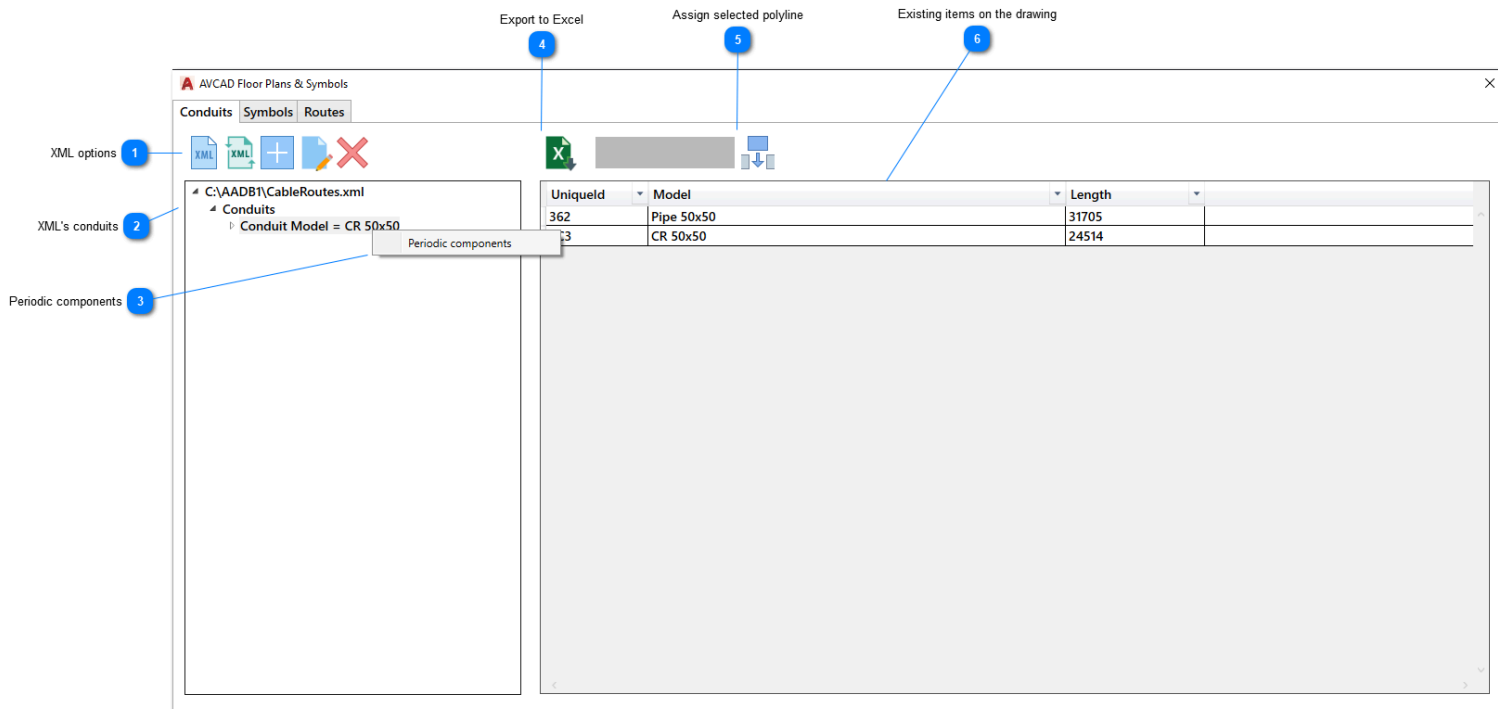 Export to Excel
4
Assign selected polyline
5
Existing items on the drawing
6
A AVCAD Floor Plans & Symbols
Conduits Symbols Routes
XML options 1
XML XML X
XML's conduits 2
C:\AADB1\CableRoutes.xml
Conduits
Conduit Model = CR 50x50
Periodic components
Periodic components 3
UniqueId Model Length
362 Pipe 50x50 31705
C3 CR 50x50 24514